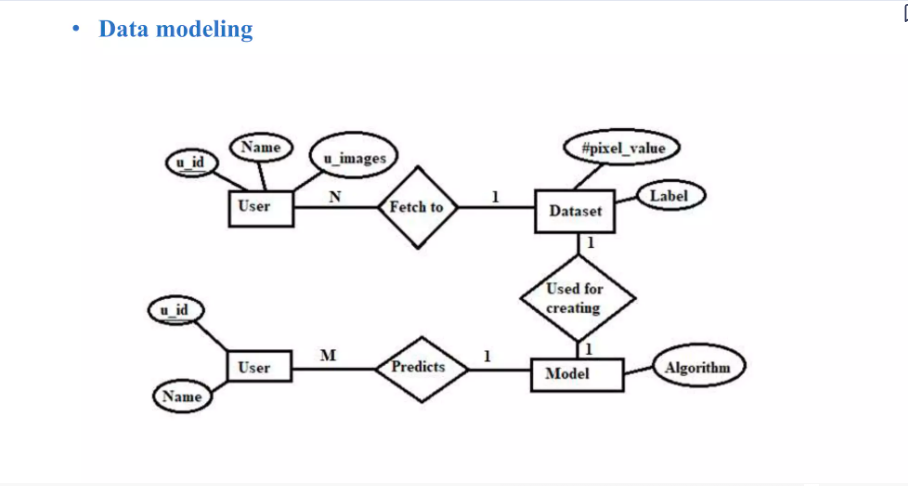 • Data modeling
Name
u_id
u_images
#pixel_value
User
N
Fetch to
1
Dataset
Label
1
Used for
creating
u_id
1
User
M
Predicts
1
Model
Algorithm
Name